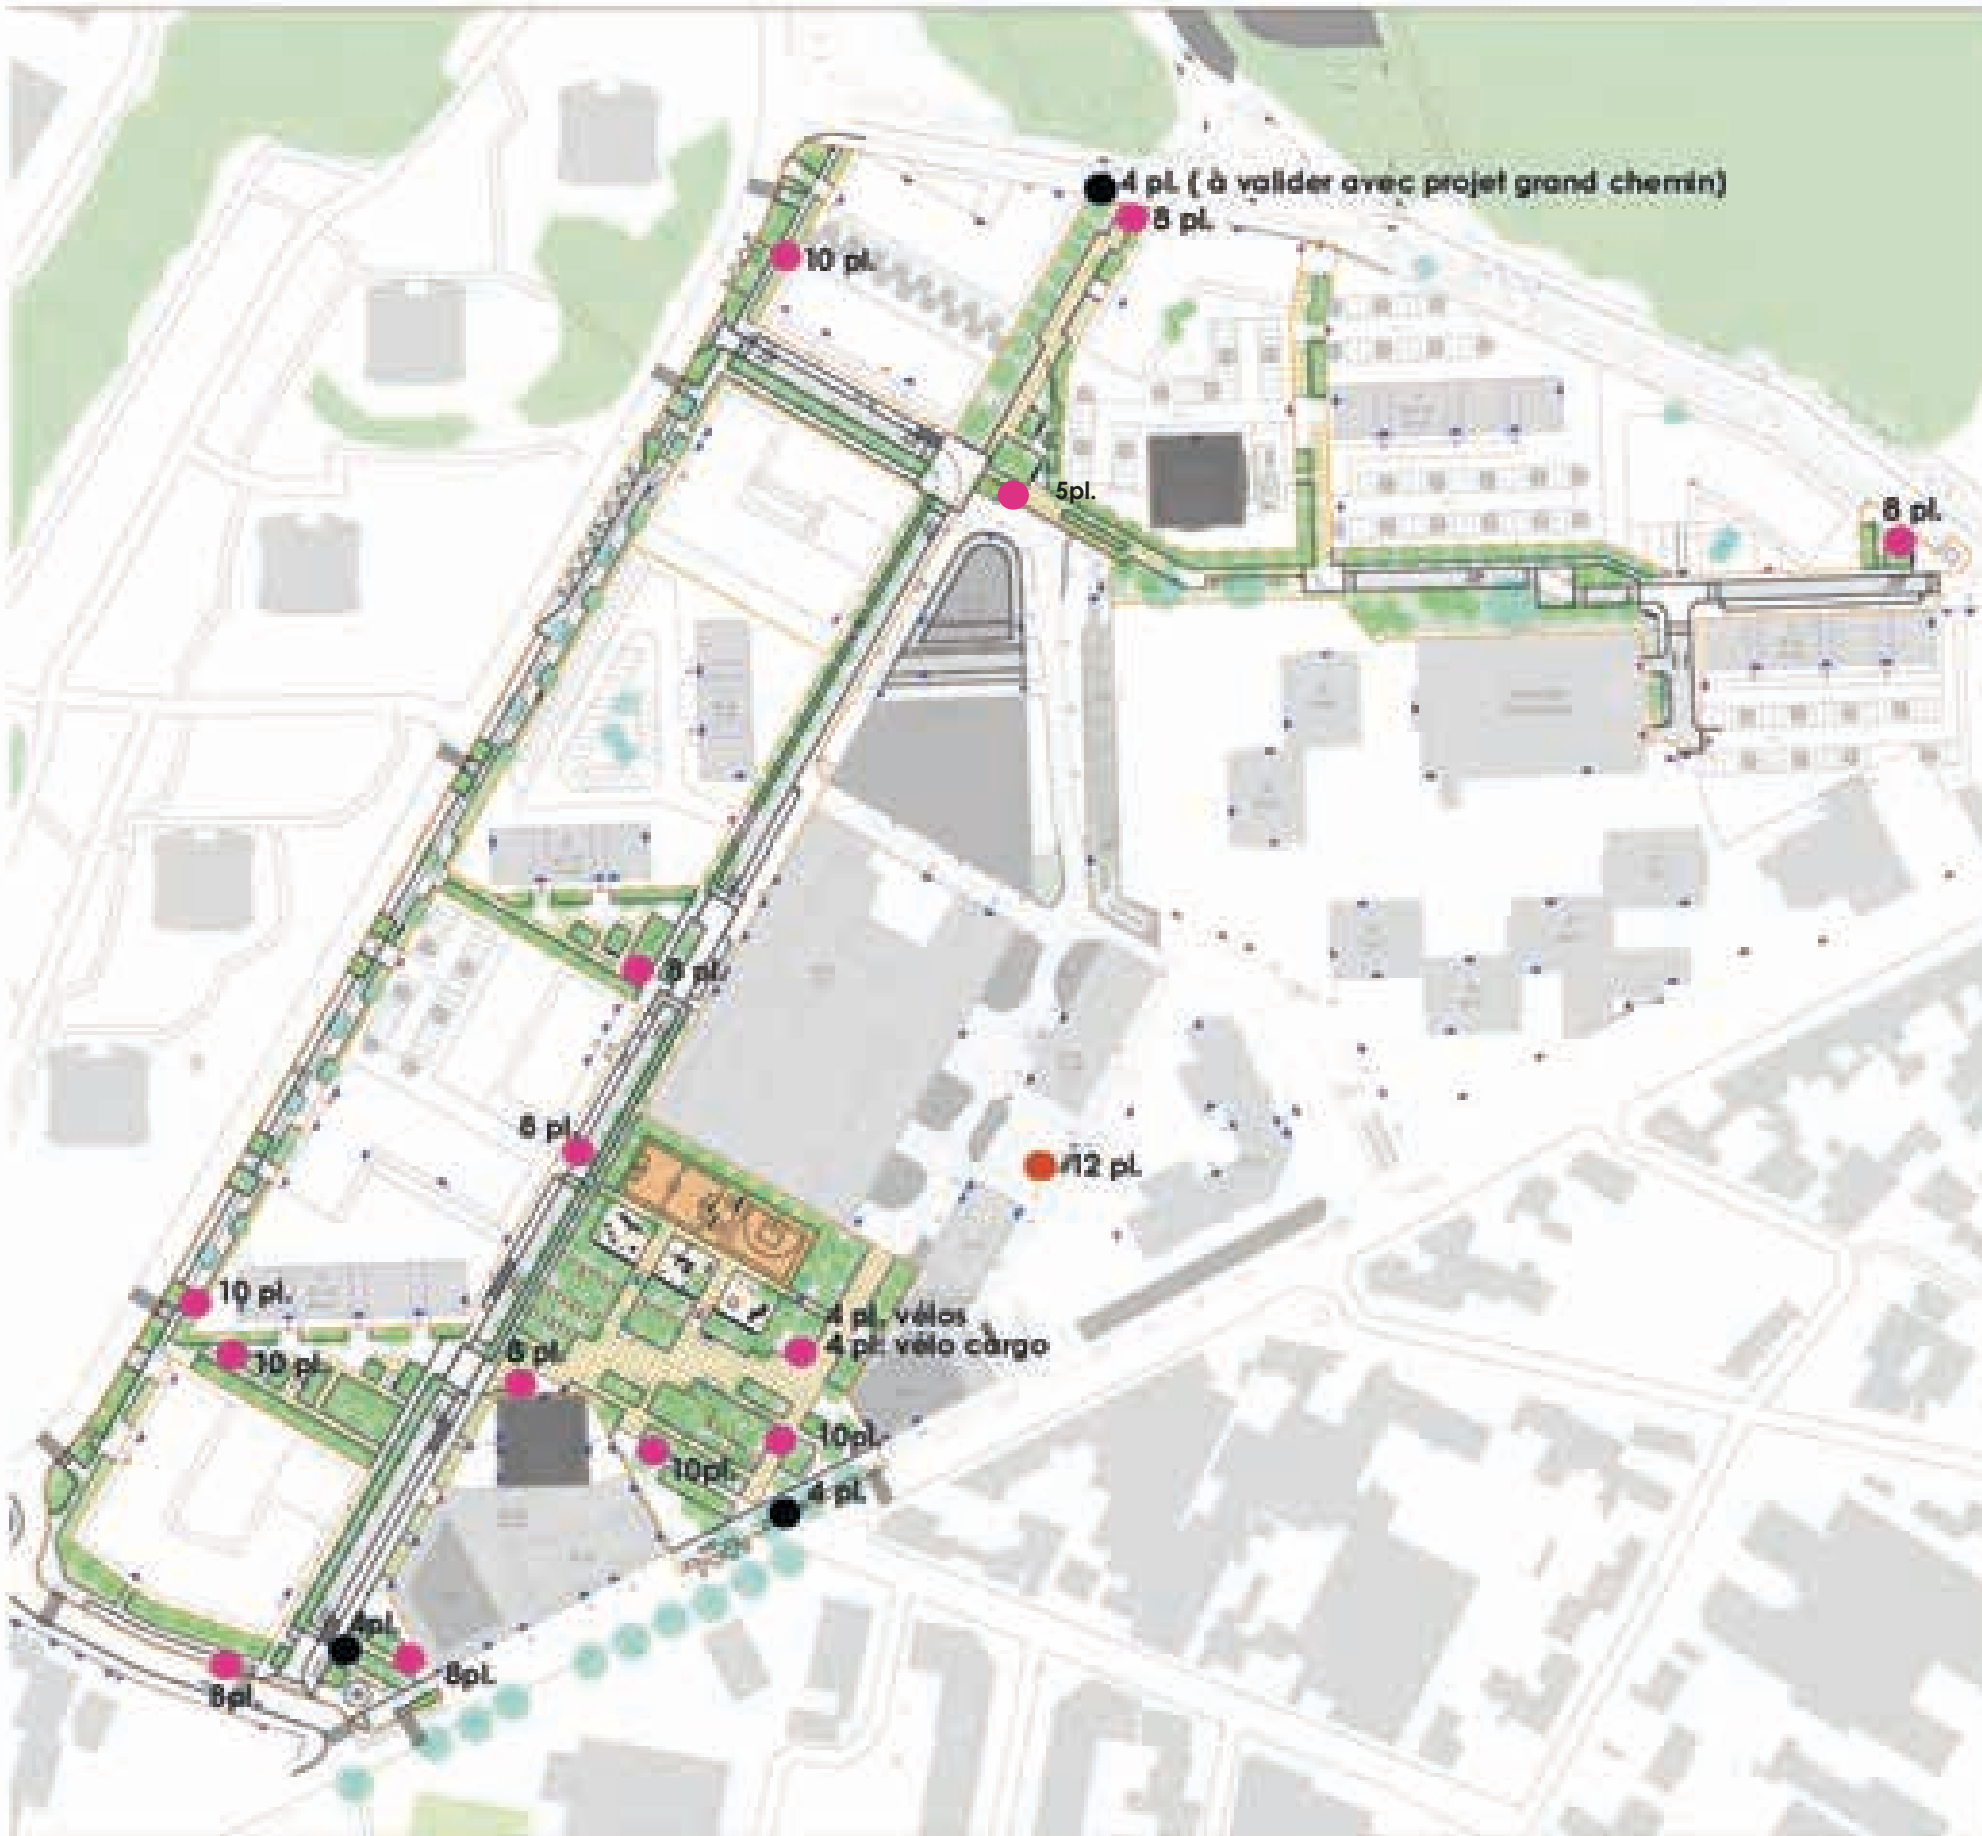 4 pl. ( à valider avec projet grand chemin)
8 pl.
10 pl.
5pl.
8 pl.
8 pl.
8 pl.
12 pl.
10 pl.
4 pl. vélos
4 pl. vélo cargo
10 pl.
8 pl.
10pl.
10pl.
4 pl.
4pl.
8pl.
8pl.